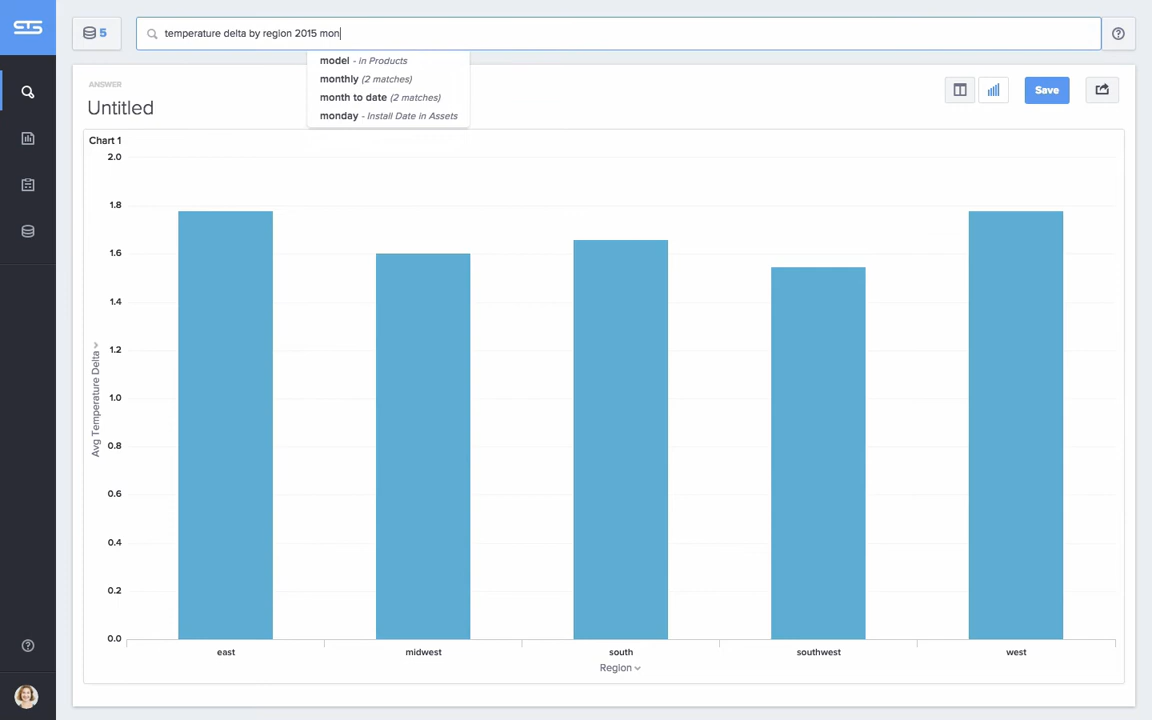 5
temperature delta by region 2015 mon
model - in Products
monthly (2 matches)
month to date (2 matches)
monday - Install Date in Assets
ANSWER
Untitled
Save
Chart 1
2.0
1.8
1.6
1.4
1.2
1.0
0.8
0.6
0.4
0.2
0.0
Avg Temperature Delta
east midwest south southwest west
Region